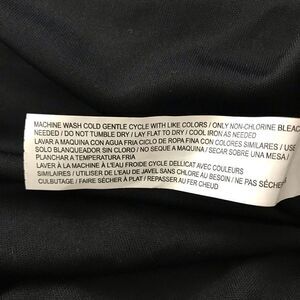 MACHINE WASH COLD GENTLE CYCLE WITH LIKE COLORS / ONLY NON-CHLORINE BLEAC
NEEDED / DO NOT TUMBLE DRY / LAY FLAT TO DRY / COOL IRON AS NEEDED
LAVAR A MAQUINA CON AGUA FRIA CICLO DE ROPA FINA CON COLORES SIMILARES / USE
SOLO BLANQUEADOR SIN CLORO / NO SEQUE A MAQUINA / SECAR SOBRE UNA MESA /
PLANCHAR A TEMPERATURA FRIA
LAVER À LA MACHINE À L'EAU FROIDE CYCLE DELICAT AVEC COULEURS
SIMILAIRES / UTILISER DE L'EAU DE JAVEL SANS CHLORE AU BESOIN / NE PAS SÉCHER
CULBUTAGE / FAIRE SÉCHER À PLAT / REPASSER AU FER CHAUD